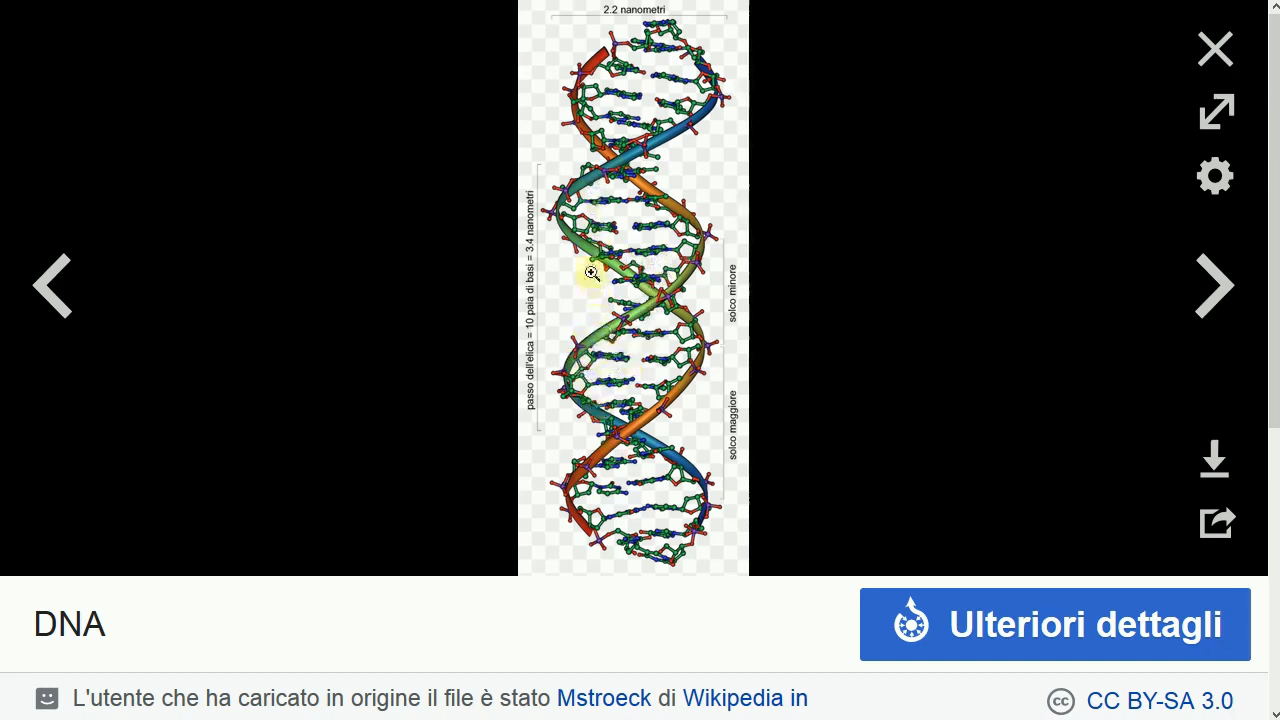 2.2 nanometri
passo dell'elica = 10 paia di basi = 3.4 nanometri
solco minore
solco maggiore
DNA
Ulteriori dettagli
L'utente che ha caricato in origine il file è stato Mstroeck di Wikipedia in
cc CC BY-SA 3.0